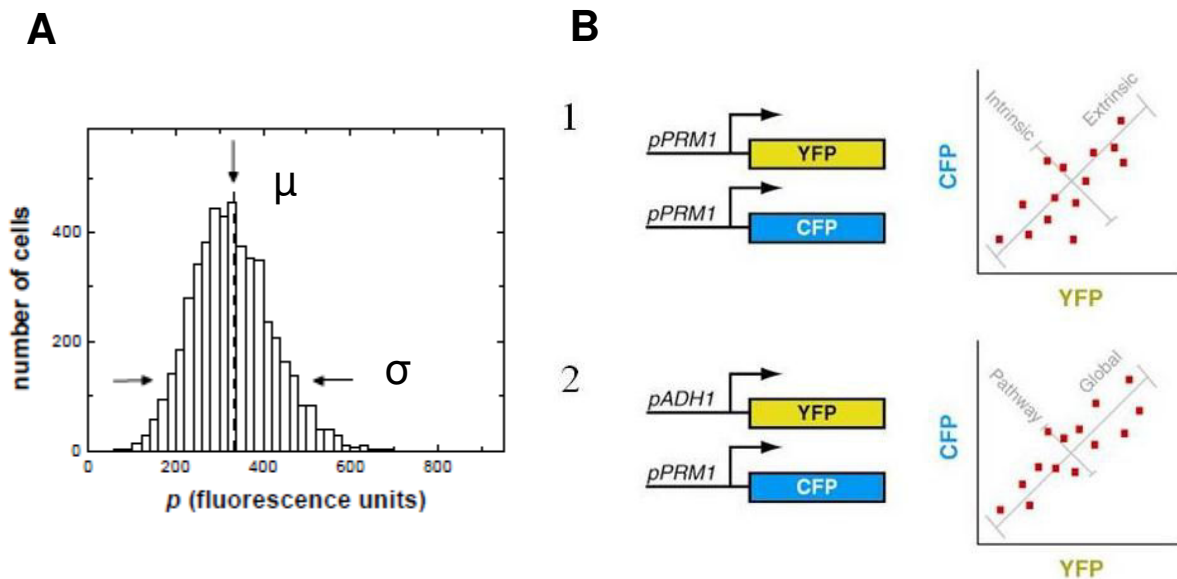 A
B
number of cells
400
200
0
0
200
400
600
800
p (fluorescence units)
μ
σ
1
pPRM1
YFP
pPRM1
CFP
CFP
Intrinsic
Extrinsic
YFP
2
pADH1
YFP
pPRM1
CFP
CFP
Pathway
Global
YFP